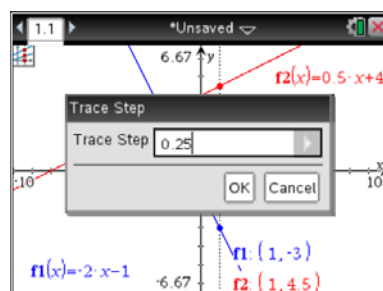 1.1 *Unsaved
6.67 y
f2(x)=0.5·x+4
Trace Step
Trace Step 0.25
OK Cancel
-10 x 10
f1: (1,-3)
f1(x)=-2·x-1
-6.67 f2: (1,4.5)